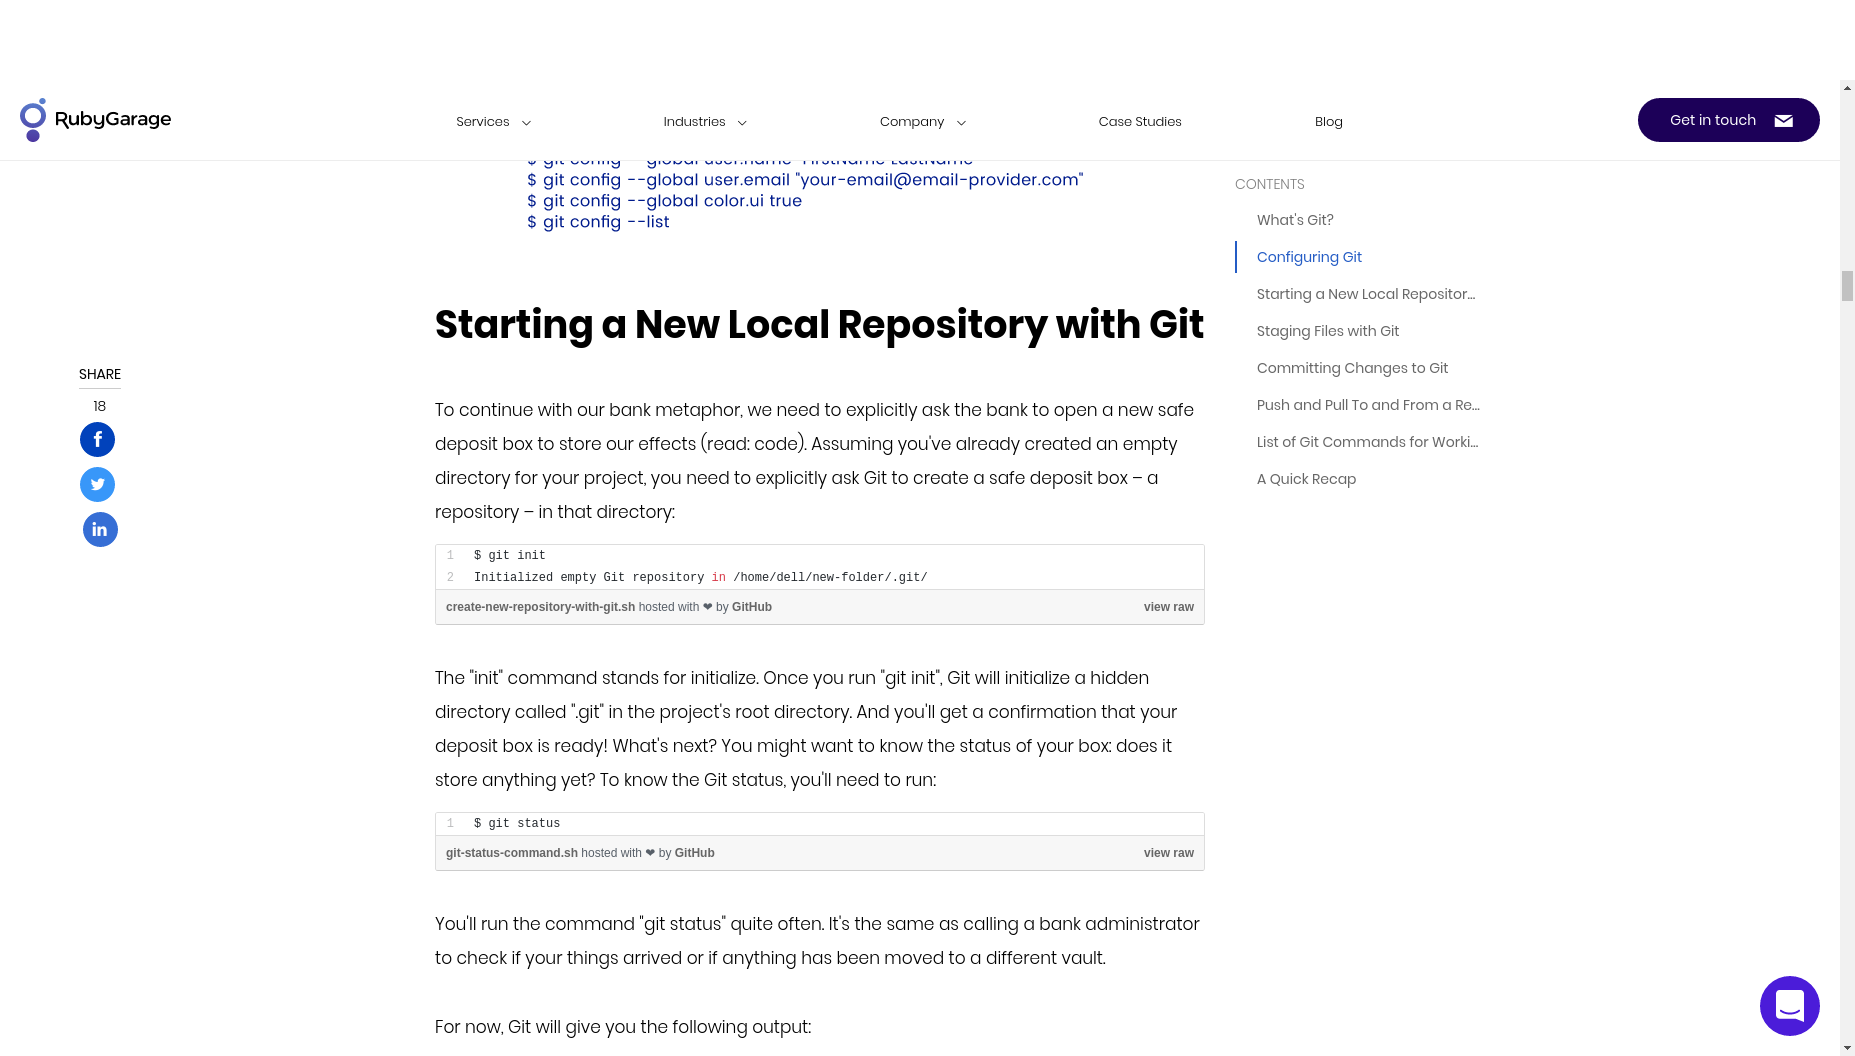 RubyGarage
Services
Industries
Company
Case Studies
Blog
Get in touch
$ git config --global user.name "FirstName LastName"
$ git config --global user.email "your-email@email-provider.com"
$ git config --global color.ui true
$ git config --list
CONTENTS
What's Git?
Configuring Git
Starting a New Local Repositor...
Staging Files with Git
Committing Changes to Git
Push and Pull To and From a Re...
List of Git Commands for Worki...
A Quick Recap
SHARE
18
Starting a New Local Repository with Git
To continue with our bank metaphor, we need to explicitly ask the bank to open a new safe
deposit box to store our effects (read: code). Assuming you've already created an empty
directory for your project, you need to explicitly ask Git to create a safe deposit box – a
repository – in that directory:
1 $ git init
2 Initialized empty Git repository in /home/dell/new-folder/.git/
create-new-repository-with-git.sh hosted with ❤ by GitHub view raw
The "init" command stands for initialize. Once you run "git init", Git will initialize a hidden
directory called ".git" in the project's root directory. And you'll get a confirmation that your
deposit box is ready! What's next? You might want to know the status of your box: does it
store anything yet? To know the Git status, you'll need to run:
1 $ git status
git-status-command.sh hosted with ❤ by GitHub view raw
You'll run the command "git status" quite often. It's the same as calling a bank administrator
to check if your things arrived or if anything has been moved to a different vault.
For now, Git will give you the following output: